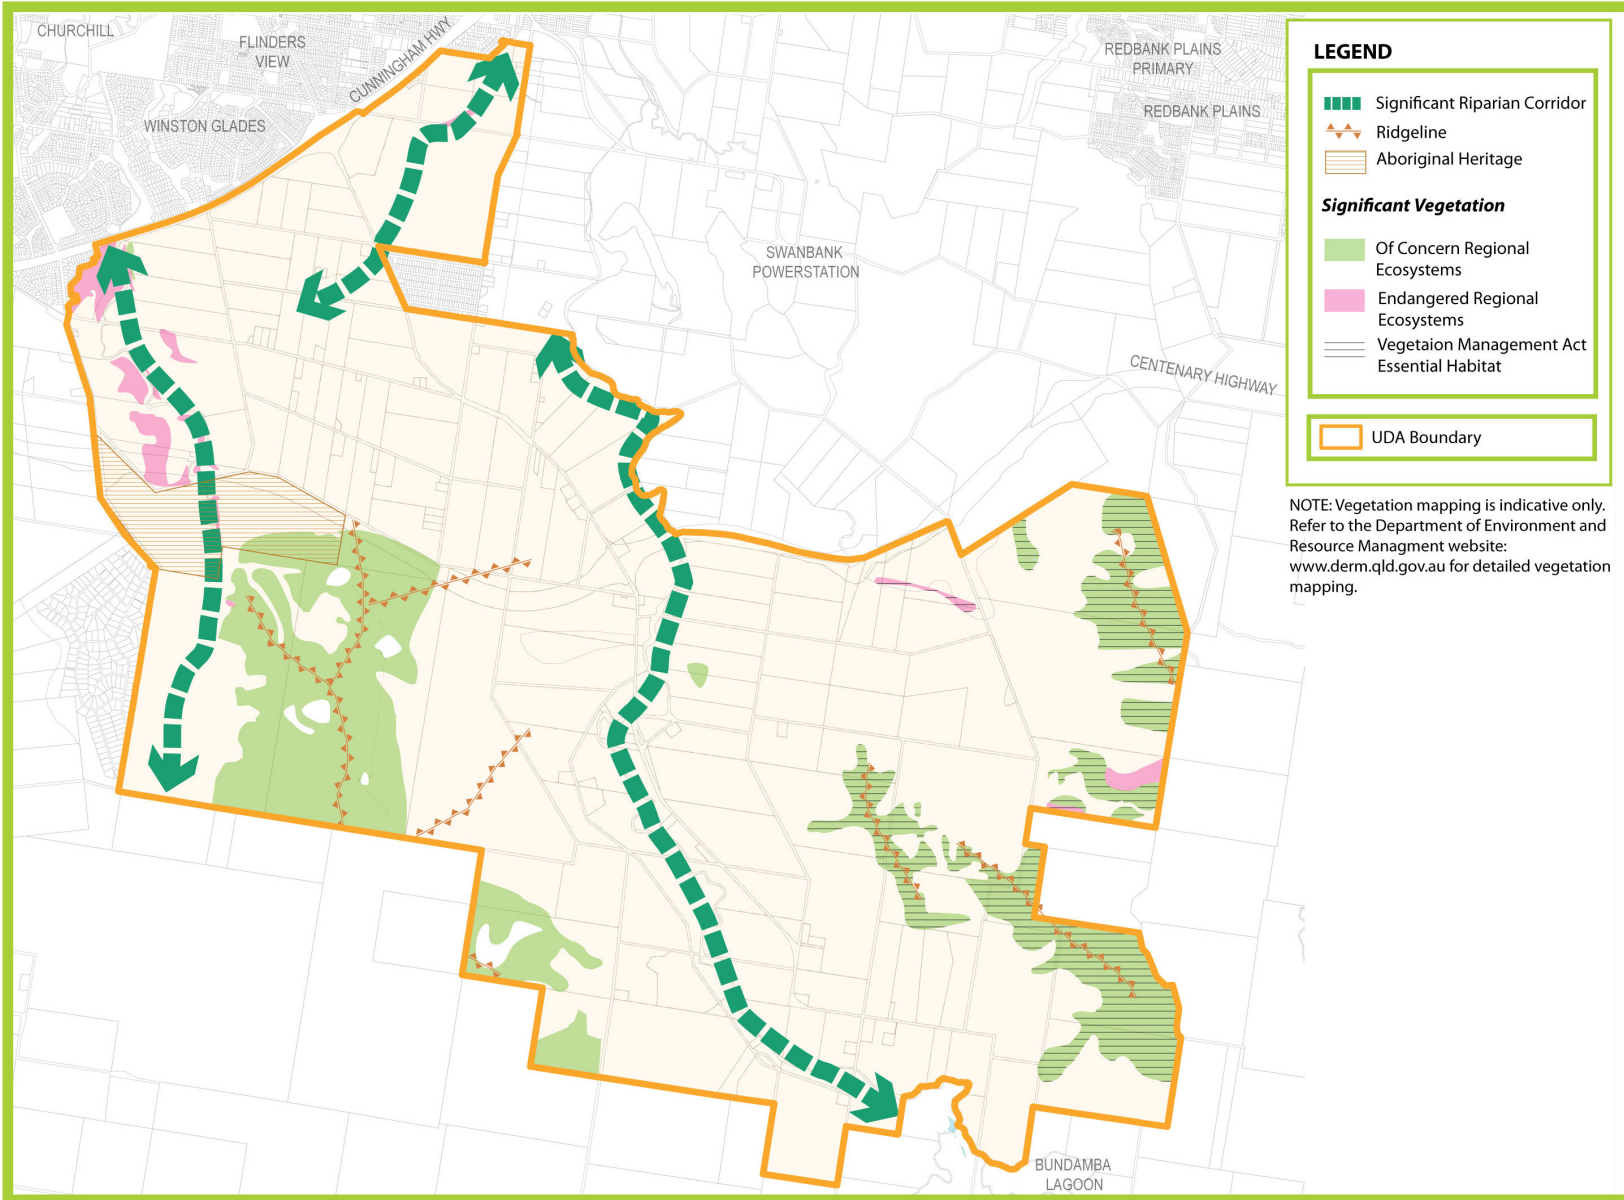 CHURCHILL
FLINDERS
VIEW
CUNNINGHAM HWY
WINSTON GLADES
REDBANK PLAINS
PRIMARY
REDBANK PLAINS
SWANBANK
POWERSTATION
CENTENARY HIGHWAY
BUNDAMBA
LAGOON
LEGEND
Significant Riparian Corridor
Ridgeline
Aboriginal Heritage
Significant Vegetation
Of Concern Regional
Ecosystems
Endangered Regional
Ecosystems
Vegetaion Management Act
Essential Habitat
UDA Boundary
NOTE: Vegetation mapping is indicative only.
Refer to the Department of Environment and
Resource Managment website:
www.derm.qld.gov.au for detailed vegetation
mapping.